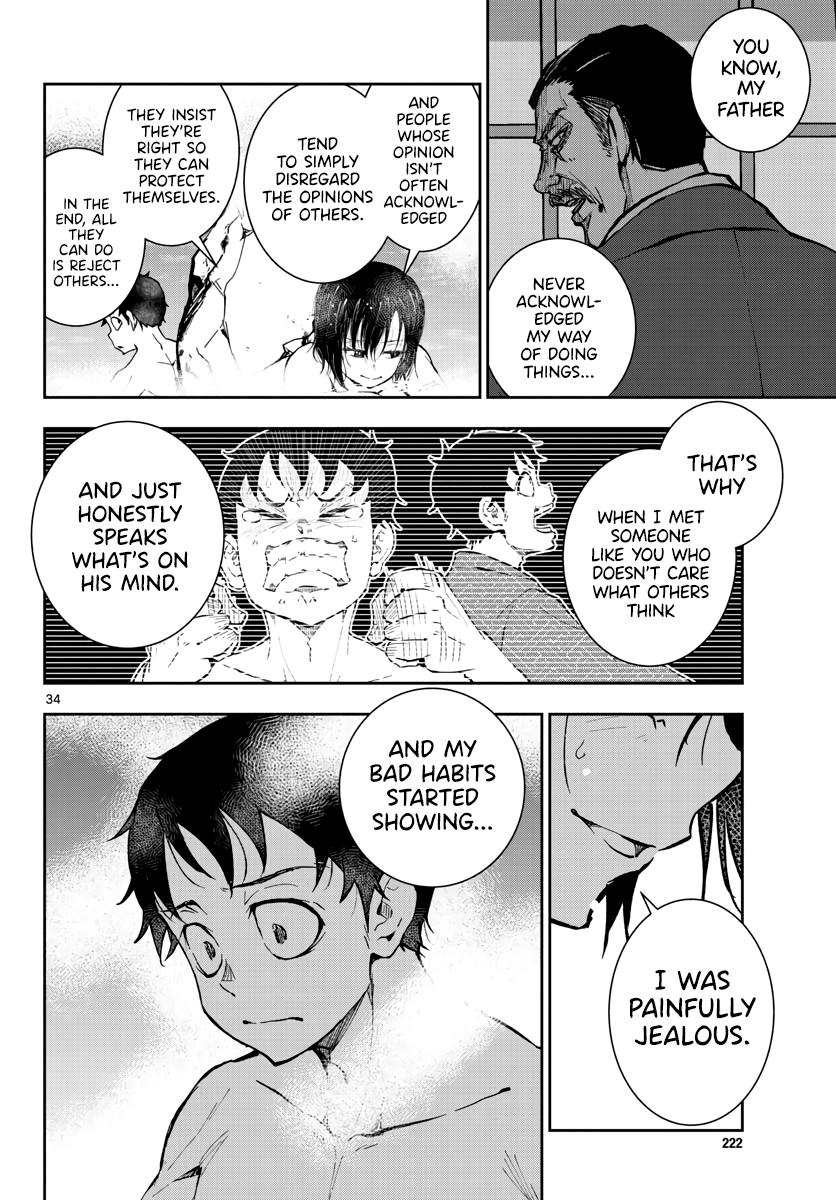 YOU
KNOW,
MY
FATHER
NEVER
ACKNOWL-
EDGED
MY WAY
OF DOING
THINGS...
AND
PEOPLE
WHOSE
OPINION
ISN'T
OFTEN
ACKNOWL-
EDGED
TEND
TO SIMPLY
DISREGARD
THE OPINIONS
OF OTHERS.
THEY INSIST
THEY'RE
RIGHT SO
THEY CAN
PROTECT
THEMSELVES.
IN THE
END, ALL
THEY
CAN DO
IS REJECT
OTHERS...
THAT'S
WHY
WHEN I MET
SOMEONE
LIKE YOU WHO
DOESN'T CARE
WHAT OTHERS
THINK
AND JUST
HONESTLY
SPEAKS
WHAT'S ON
HIS MIND.
34
I WAS
PAINFULLY
JEALOUS.
AND MY
BAD HABITS
STARTED
SHOWING...
222